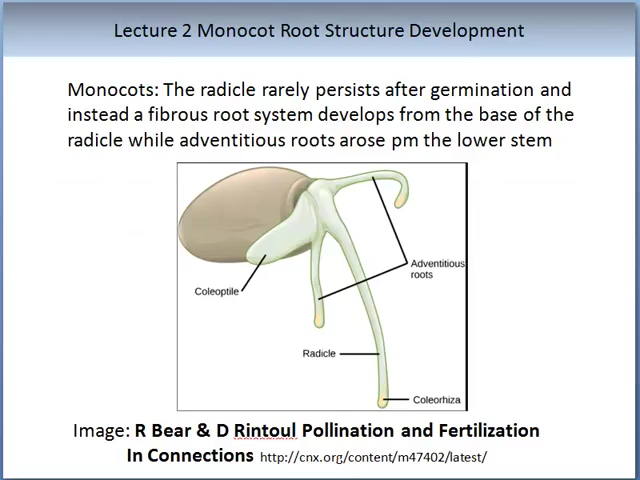 Lecture 2 Monocot Root Structure Development
Monocots: The radicle rarely persists after germination and
instead a fibrous root system develops from the base of the
radicle while adventitious roots arose pm the lower stem
Adventitious
roots
Coleoptile
Radicle
Coleorhiza
Image: R Bear & D Rintoul Pollination and Fertilization
In Connections http://cnx.org/content/m47402/latest/